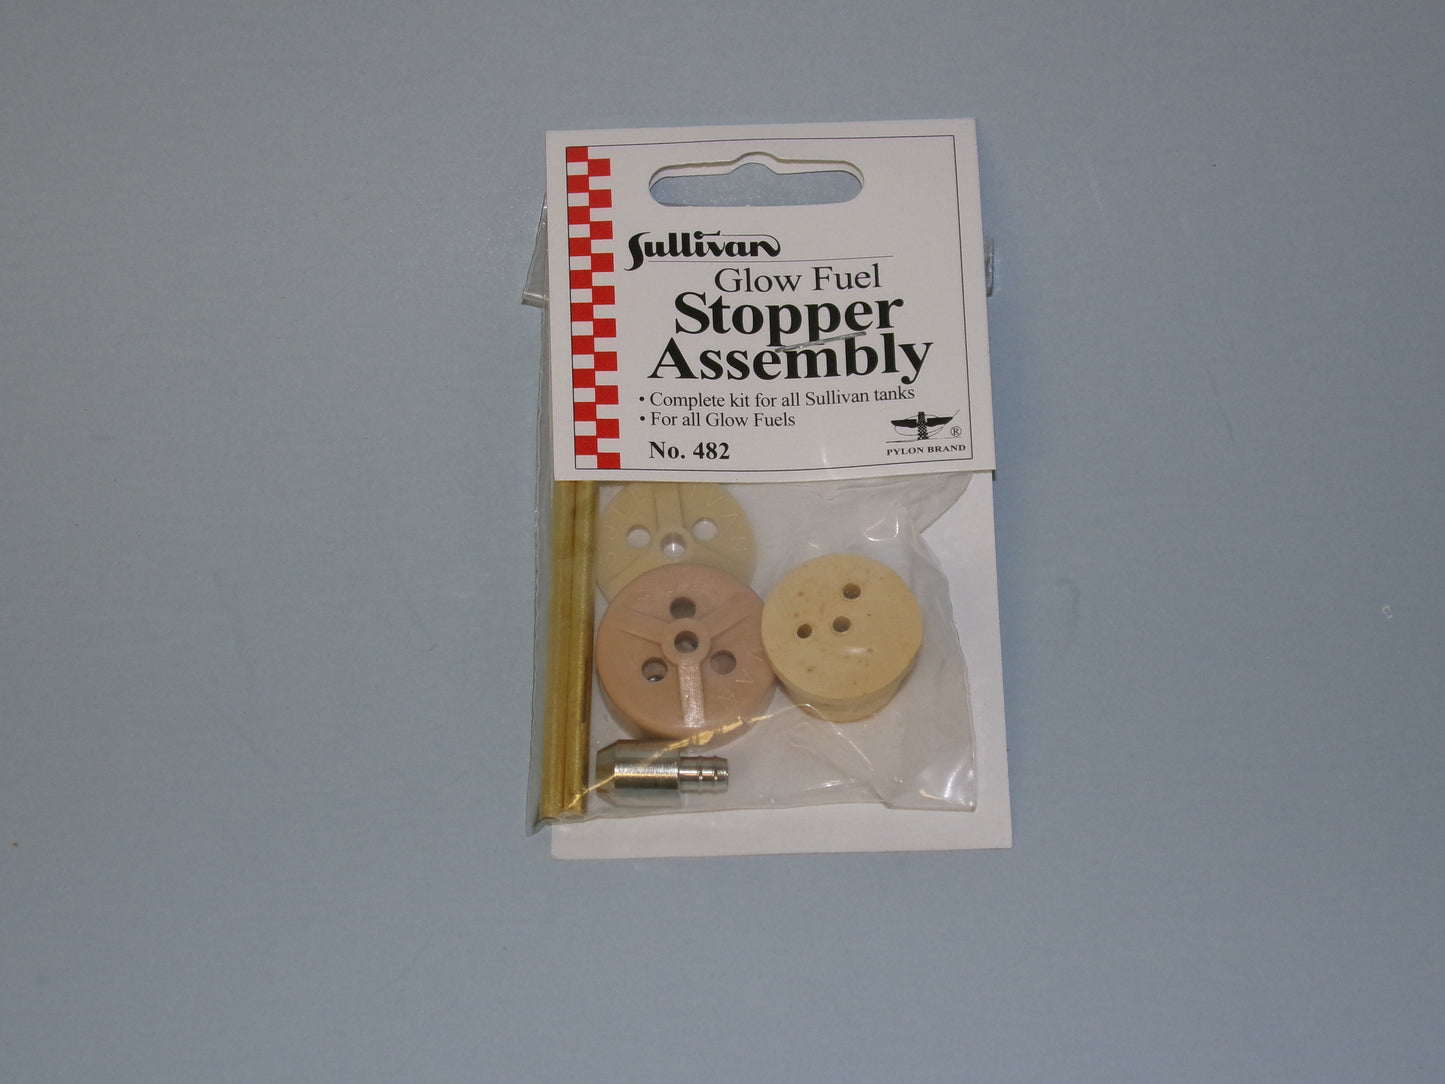 Sullivan
Glow Fuel
Stopper
Assembly
• Complete kit for all Sullivan tanks
• For all Glow Fuels
No. 482
®
PYLON BRAND